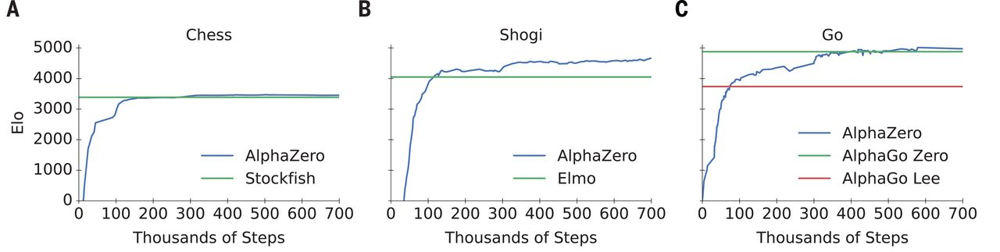 A
B
C
Chess
Shogi
Go
Elo
5000
4000
3000
2000
1000
0
AlphaZero
Stockfish
AlphaZero
Elmo
AlphaZero
AlphaGo Zero
AlphaGo Lee
0 100 200 300 400 500 600 700
0 100 200 300 400 500 600 700
0 100 200 300 400 500 600 700
Thousands of Steps
Thousands of Steps
Thousands of Steps